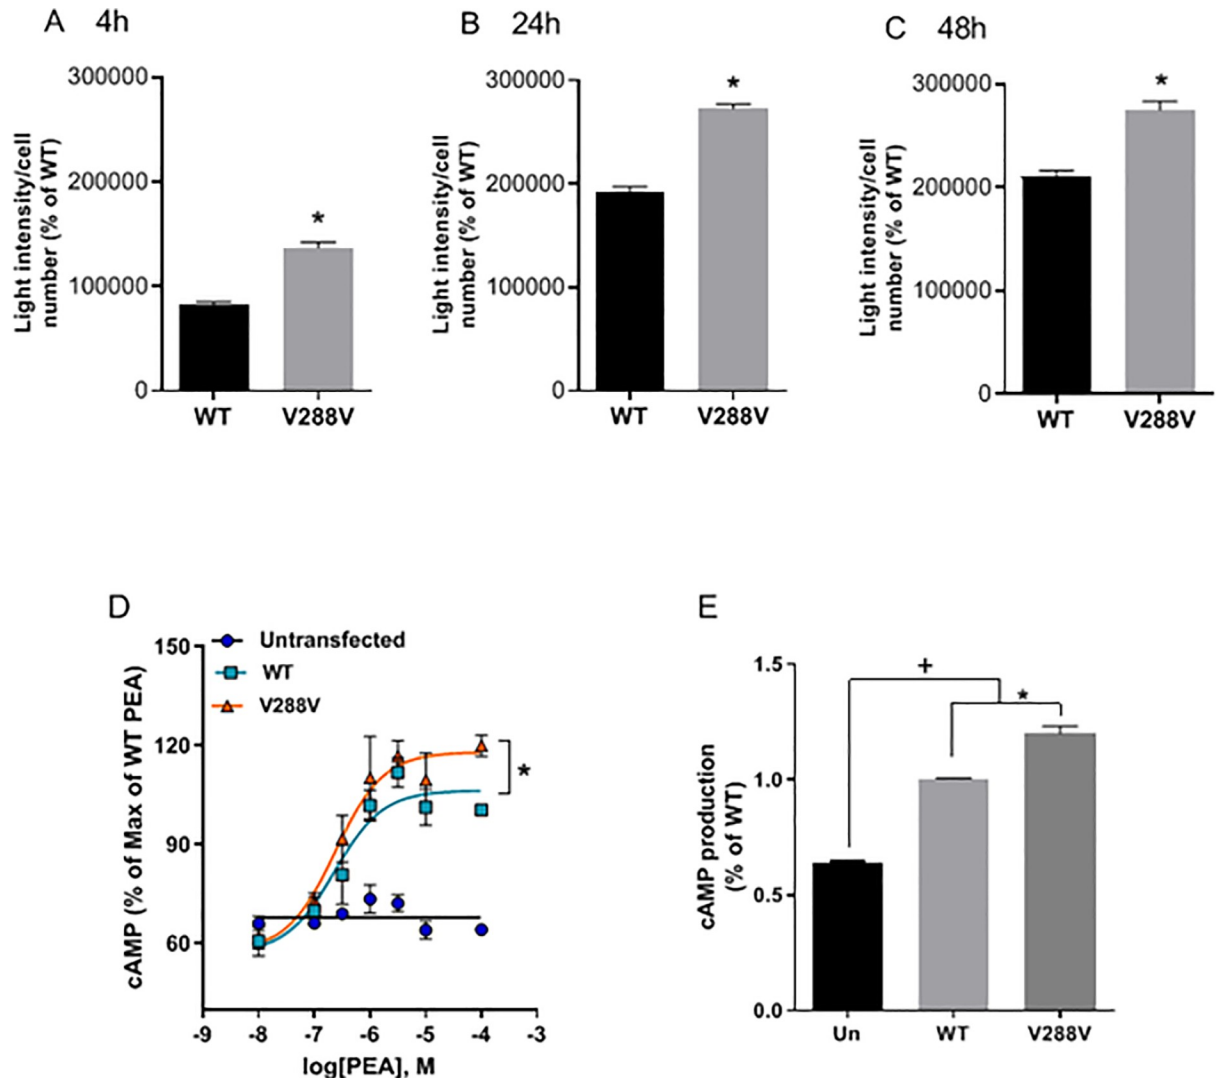 A 4h
B 24h
C 48h
Light intensity/cell
number (% of WT)
300000
200000
100000
0
*
WT
V288V
Light intensity/cell
number (% of WT)
300000
200000
100000
0
*
WT
V288V
Light intensity/cell
number (% of WT)
300000
200000
100000
0
*
WT
V288V
D
Untransfected
WT
V288V
cAMP (% of Max of WT PEA)
150
120
90
60
*
-9 -8 -7 -6 -5 -4 -3
log[PEA], M
E
cAMP production
(% of WT)
1.5
1.0
0.5
0.0
+
*
Un
WT
V288V